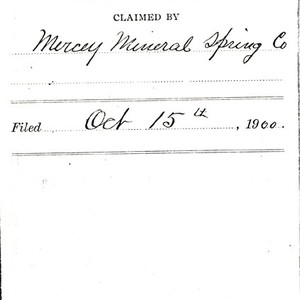 CLAIMED BY
Mercey Mineral Spring Co
Filed Oct 15th, 1900.